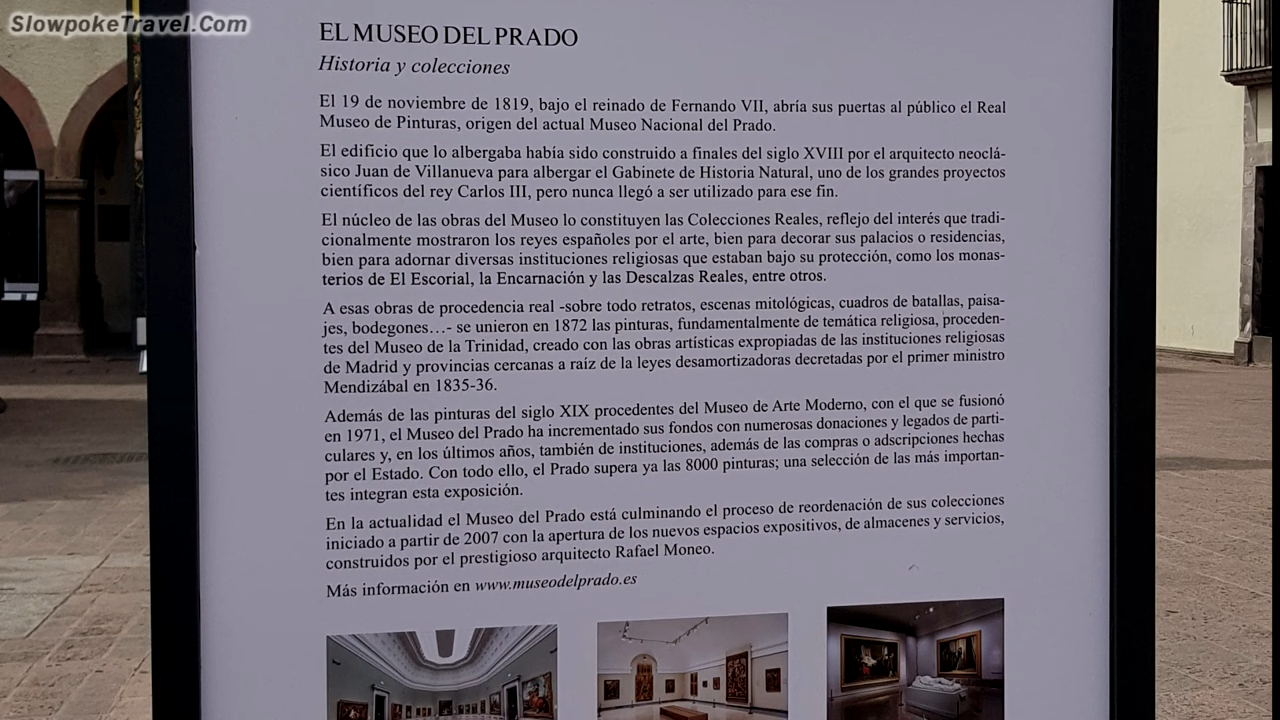 SlowpokeTravel.Com
EL MUSEO DEL PRADO
Historia y colecciones
El 19 de noviembre de 1819, bajo el reinado de Fernando VII, abría sus puertas al público el Real
Museo de Pinturas, origen del actual Museo Nacional del Prado.
El edificio que lo albergaba había sido construido a finales del siglo XVIII por el arquitecto neoclá-
sico Juan de Villanueva para albergar el Gabinete de Historia Natural, uno de los grandes proyectos
científicos del rey Carlos III, pero nunca llegó a ser utilizado para ese fin.
El núcleo de las obras del Museo lo constituyen las Colecciones Reales, reflejo del interés que tradi-
cionalmente mostraron los reyes españoles por el arte, bien para decorar sus palacios o residencias,
bien para adornar diversas instituciones religiosas que estaban bajo su protección, como los monas-
terios de El Escorial, la Encarnación y las Descalzas Reales, entre otros.
A esas obras de procedencia real -sobre todo retratos, escenas mitológicas, cuadros de batallas, paisa-
jes, bodegones…- se unieron en 1872 las pinturas, fundamentalmente de temática religiosa, proceden-
tes del Museo de la Trinidad, creado con las obras artísticas expropiadas de las instituciones religiosas
de Madrid y provincias cercanas a raíz de la leyes desamortizadoras decretadas por el primer ministro
Mendizábal en 1835-36.
Además de las pinturas del siglo XIX procedentes del Museo de Arte Moderno, con el que se fusionó
en 1971, el Museo del Prado ha incrementado sus fondos con numerosas donaciones y legados de parti-
culares y, en los últimos años, también de instituciones, además de las compras o adscripciones hechas
por el Estado. Con todo ello, el Prado supera ya las 8000 pinturas; una selección de las más importan-
tes integran esta exposición.
En la actualidad el Museo del Prado está culminando el proceso de reordenación de sus colecciones
iniciado a partir de 2007 con la apertura de los nuevos espacios expositivos, de almacenes y servicios,
construidos por el prestigioso arquitecto Rafael Moneo.
Más información en www.museodelprado.es